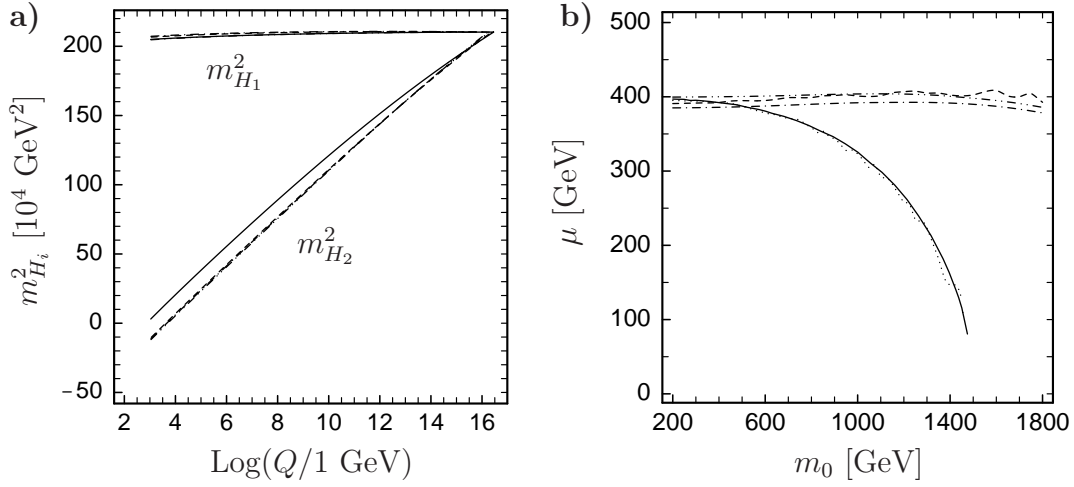 a)
m²_{H_i} [10⁴ GeV²]
200
150
100
50
0
−50
m²_{H_1}
m²_{H_2}
2 4 6 8 10 12 14 16
Log(Q/1 GeV)
b)
μ [GeV]
500
400
300
200
100
0
200 600 1000 1400 1800
m₀ [GeV]